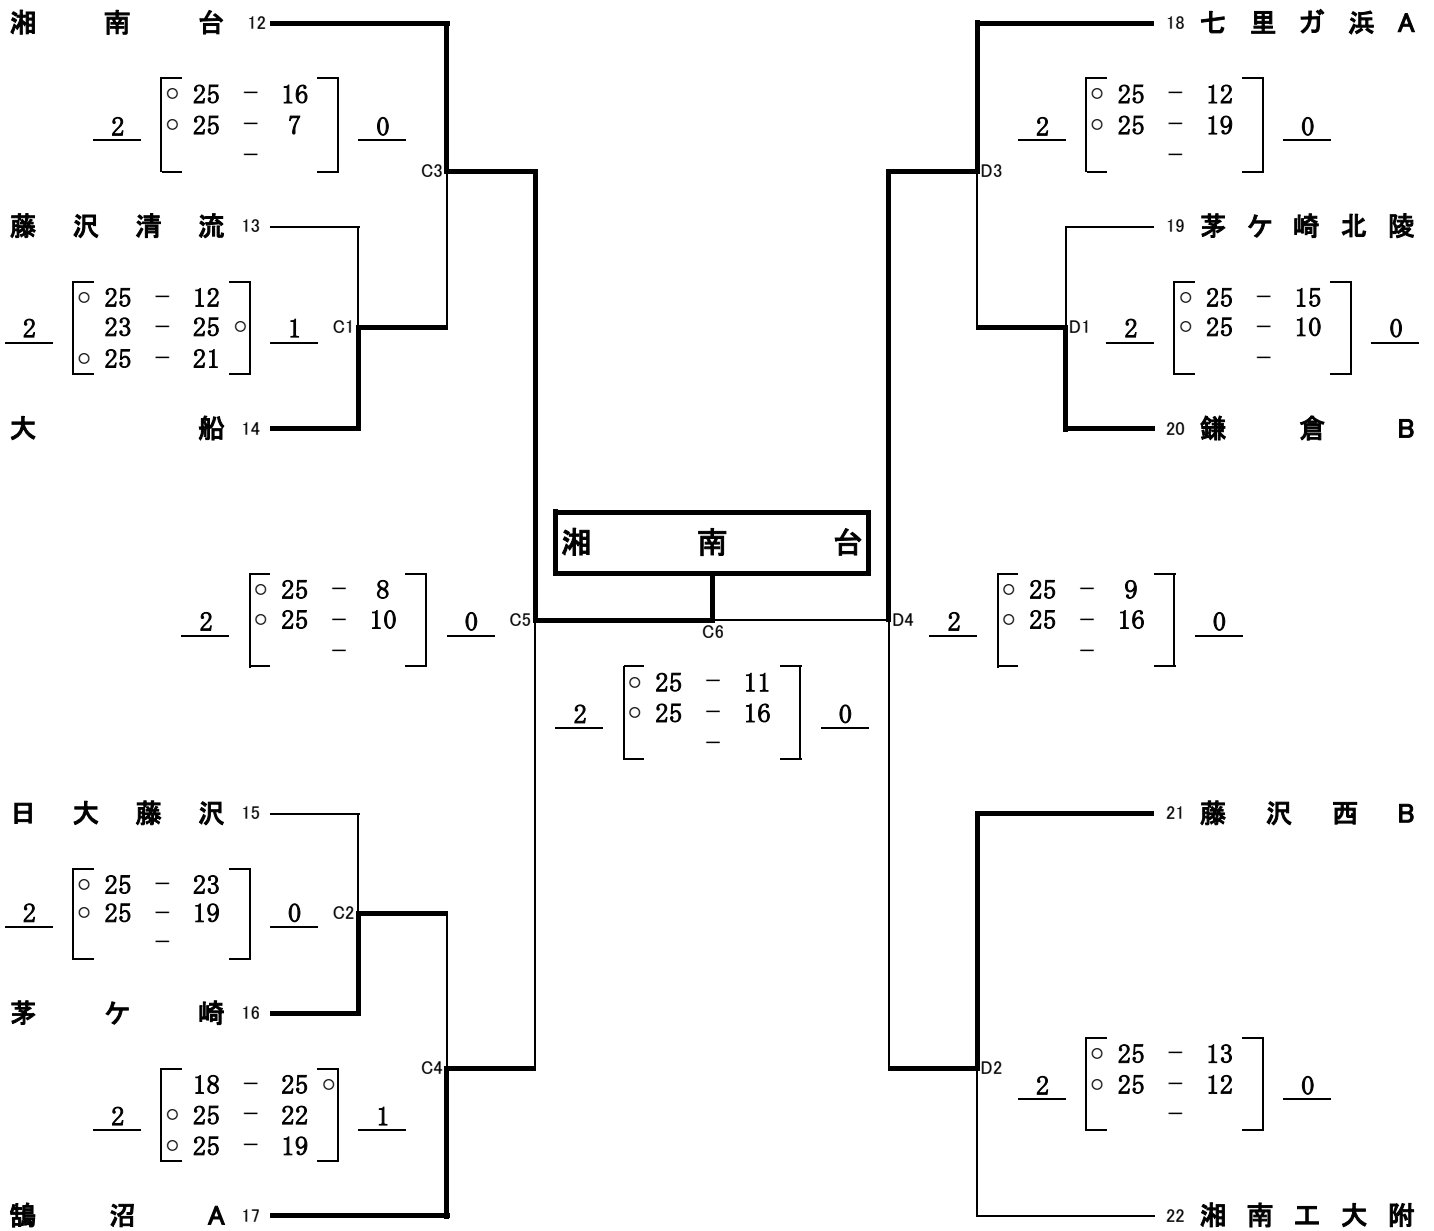 湘南台 12
18 七里ガ浜A
○ 25 － 16
2 ○ 25 － 7 0
－
○ 25 － 12
2 ○ 25 － 19 0
－
C3
D3
藤沢清流 13
19 茅ケ崎北陵
○ 25 － 12
2 23 － 25 ○ 1
○ 25 － 21
C1
D1
○ 25 － 15
2 ○ 25 － 10 0
－
大船 14
20 鎌倉B
湘南台
○ 25 － 8
2 ○ 25 － 10 0
－
C5
C6
D4
○ 25 － 9
2 ○ 25 － 16 0
－
○ 25 － 11
2 ○ 25 － 16 0
－
日大藤沢 15
21 藤沢西B
○ 25 － 23
2 ○ 25 － 19 0
－
C2
茅ケ崎 16
C4
D2
18 － 25 ○
2 ○ 25 － 22 1
○ 25 － 19
○ 25 － 13
2 ○ 25 － 12 0
－
鵠沼A 17
22 湘南工大附